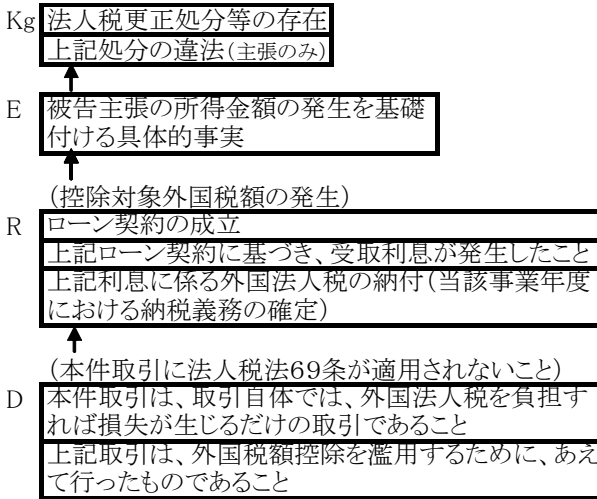 Kg 法人税更正処分等の存在
上記処分の違法(主張のみ)
E 被告主張の所得金額の発生を基礎
付ける具体的事実
(控除対象外国税額の発生)
R ローン契約の成立
上記ローン契約に基づき、受取利息が発生したこと
上記利息に係る外国法人税の納付(当該事業年度
における納税義務の確定)
(本件取引に法人税法69条が適用されないこと)
D 本件取引は、取引自体では、外国法人税を負担す
れば損失が生じるだけの取引であること
上記取引は、外国税額控除を濫用するために、あえ
て行ったものであること